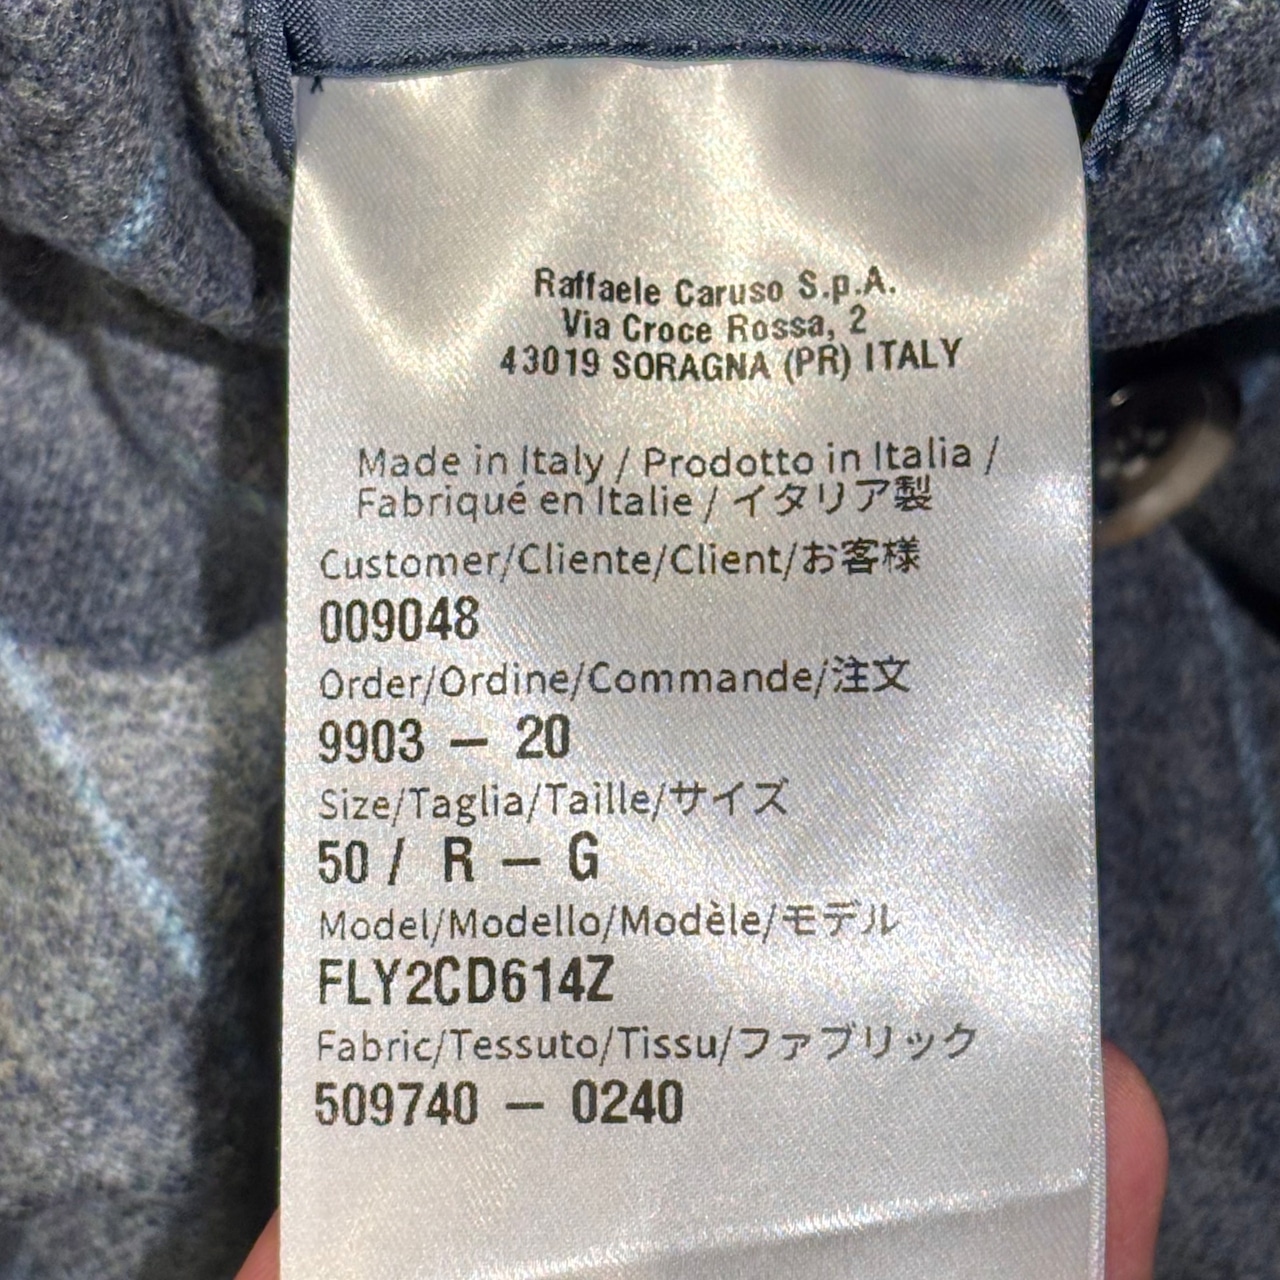 Raffaele Caruso S.p.A.
Via Croce Rossa, 2
43019 SORAGNA (PR) ITALY
Made in Italy / Prodotto in Italia /
Fabriqué en Italie / イタリア製
Customer/Cliente/Client/お客様
009048
Order/Ordine/Commande/注文
9903 – 20
Size/Taglia/Taille/サイズ
50 / R – G
Model/Modello/Modèle/モデル
FLY2CD614Z
Fabric/Tessuto/Tissu/ファブリック
509740 – 0240